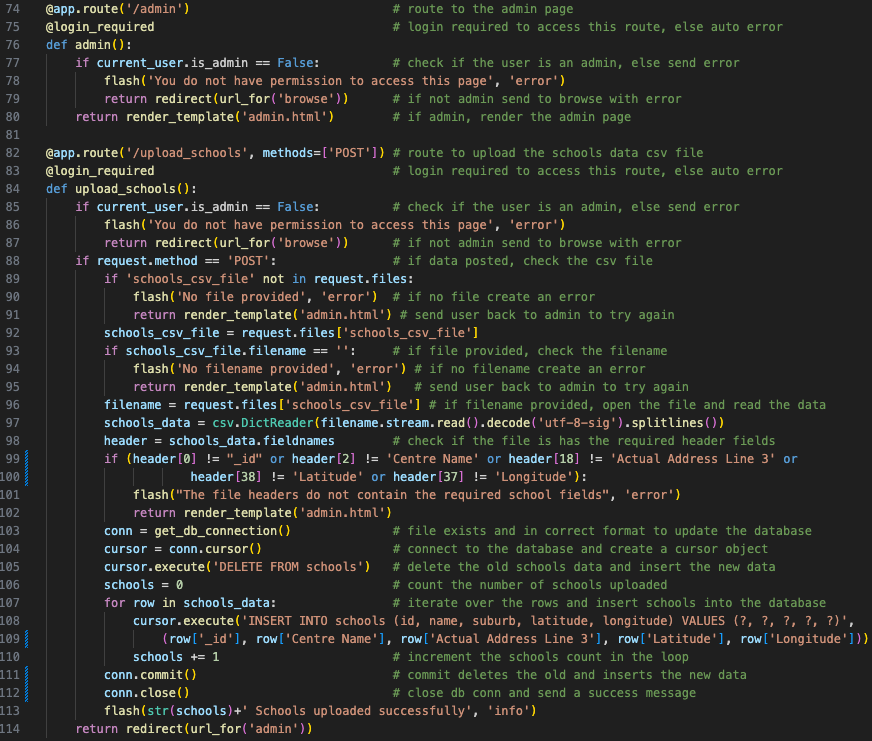 74 @app.route('/admin') # route to the admin page
75 @login_required # login required to access this route, else auto error
76 def admin():
77 if current_user.is_admin == False: # check if the user is an admin, else send error
78 flash('You do not have permission to access this page', 'error')
79 return redirect(url_for('browse')) # if not admin send to browse with error
80 return render_template('admin.html') # if admin, render the admin page
81
82 @app.route('/upload_schools', methods=['POST']) # route to upload the schools data csv file
83 @login_required # login required to access this route, else auto error
84 def upload_schools():
85 if current_user.is_admin == False: # check if the user is an admin, else send error
86 flash('You do not have permission to access this page', 'error')
87 return redirect(url_for('browse')) # if not admin send to browse with error
88 if request.method == 'POST': # if data posted, check the csv file
89 if 'schools_csv_file' not in request.files:
90 flash('No file provided', 'error') # if no file create an error
91 return render_template('admin.html') # send user back to admin to try again
92 schools_csv_file = request.files['schools_csv_file']
93 if schools_csv_file.filename == '': # if file provided, check the filename
94 flash('No filename provided', 'error') # if no filename create an error
95 return render_template('admin.html') # send user back to admin to try again
96 filename = request.files['schools_csv_file'] # if filename provided, open the file and read the data
97 schools_data = csv.DictReader(filename.stream.read().decode('utf-8-sig').splitlines())
98 header = schools_data.fieldnames # check if the file is has the required header fields
99 if (header[0] != "_id" or header[2] != 'Centre Name' or header[18] != 'Actual Address Line 3' or
100 header[38] != 'Latitude' or header[37] != 'Longitude'):
101 flash("The file headers do not contain the required school fields", 'error')
102 return render_template('admin.html')
103 conn = get_db_connection() # file exists and in correct format to update the database
104 cursor = conn.cursor() # connect to the database and create a cursor object
105 cursor.execute('DELETE FROM schools') # delete the old schools data and insert the new data
106 schools = 0 # count the number of schools uploaded
107 for row in schools_data: # iterate over the rows and insert schools into the database
108 cursor.execute('INSERT INTO schools (id, name, suburb, latitude, longitude) VALUES (?, ?, ?, ?, ?)',
109 (row['_id'], row['Centre Name'], row['Actual Address Line 3'], row['Latitude'], row['Longitude']))
110 schools += 1 # increment the schools count in the loop
111 conn.commit() # commit deletes the old and inserts the new data
112 conn.close() # close db conn and send a success message
113 flash(str(schools)+' Schools uploaded successfully', 'info')
114 return redirect(url_for('admin'))